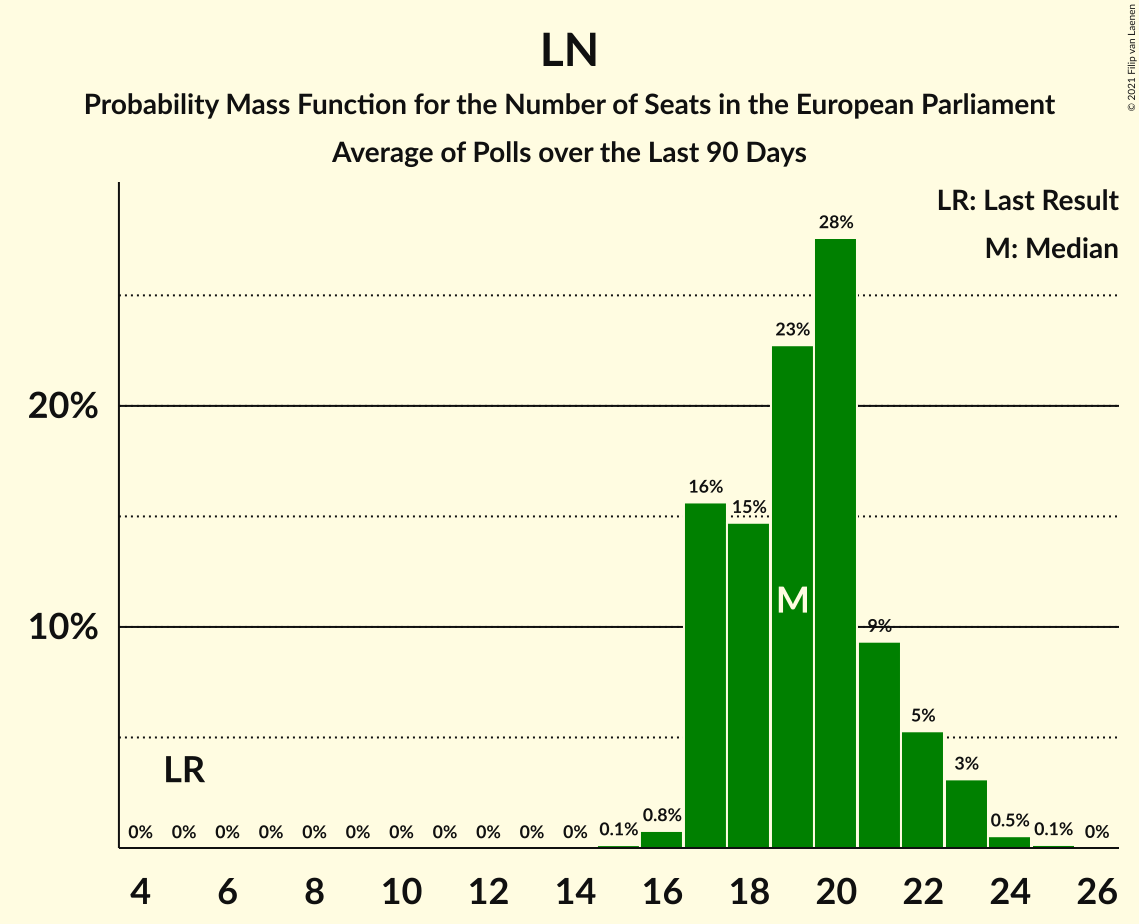 LN
Probability Mass Function for the Number of Seats in the European Parliament
Average of Polls over the Last 90 Days
© 2021 Filip van Laenen
LR: Last Result
M: Median
28%
23%
20%
16%
15%
M
10%
9%
5%
3%
LR
0% 0% 0% 0% 0% 0% 0% 0% 0% 0% 0% 0.1% 0.8% 0.5% 0.1% 0%
4 6 8 10 12 14 16 18 20 22 24 26